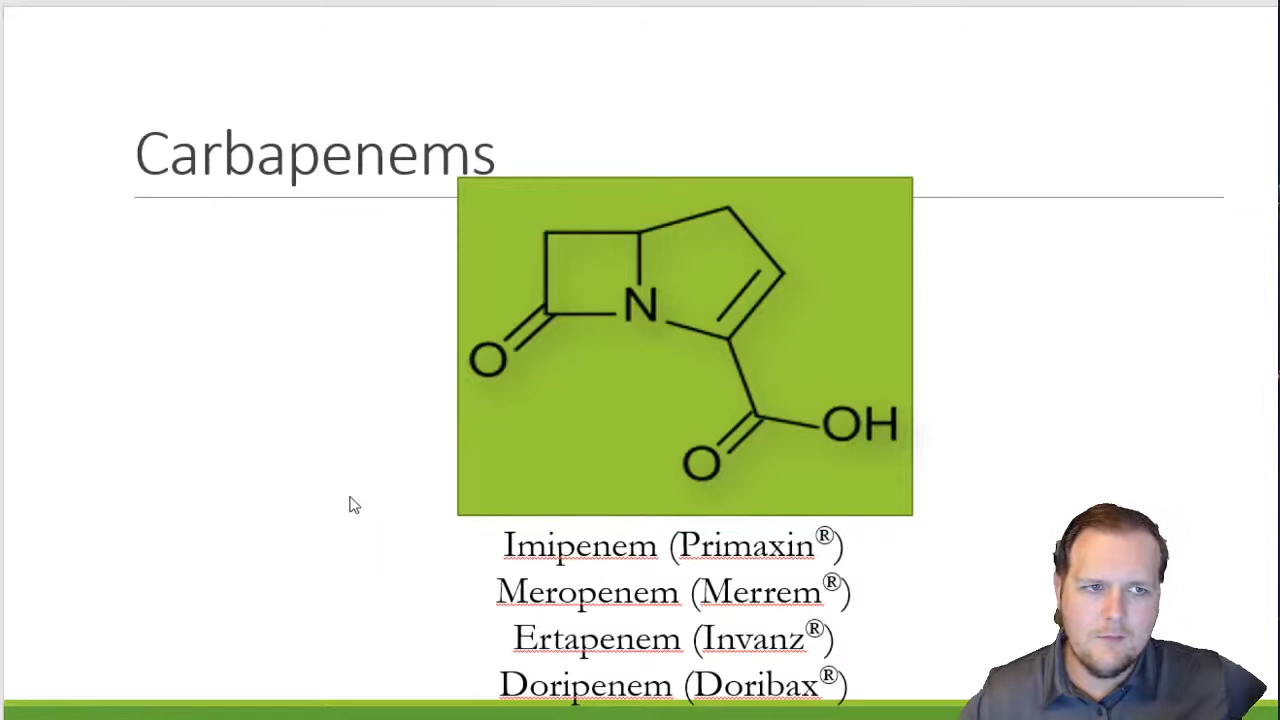 Carbapenems
N
O
OH
O
Imipenem (Primaxin®)
Meropenem (Merrem®)
Ertapenem (Invanz®)
Doripenem (Doribax®)